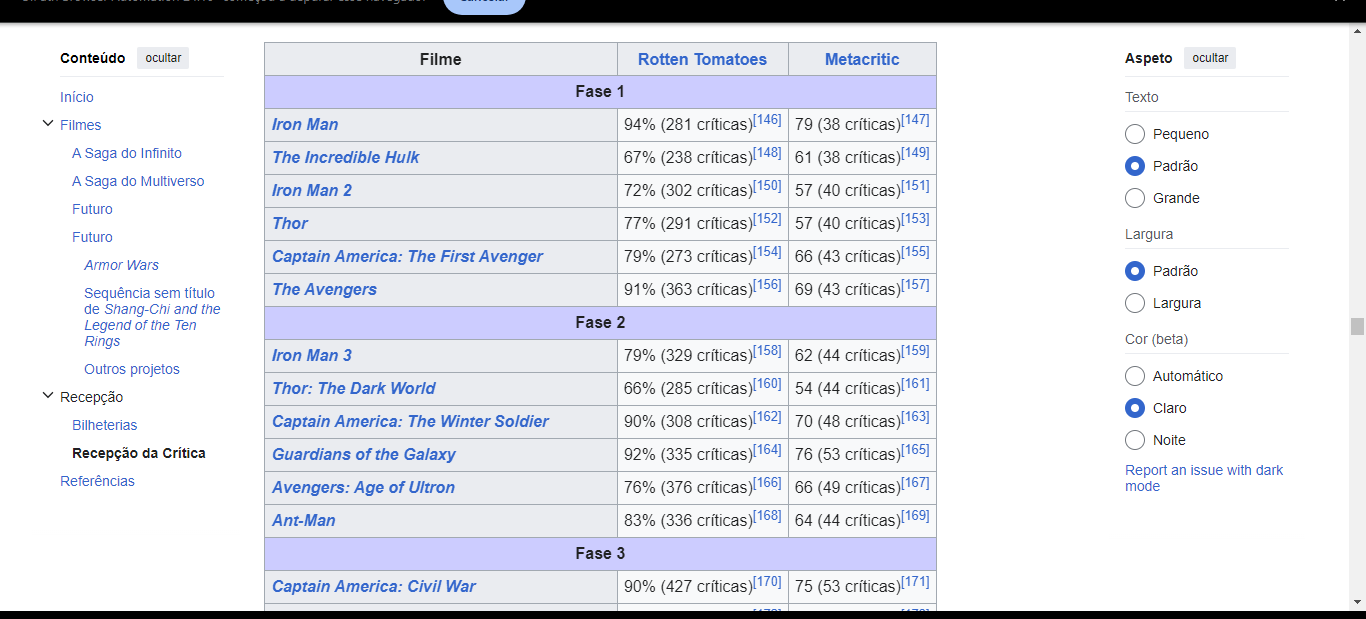 Conteúdo ocultar
Início
Filmes
A Saga do Infinito
A Saga do Multiverso
Futuro
Futuro
Armor Wars
Sequência sem título
de Shang-Chi and the
Legend of the Ten
Rings
Outros projetos
Recepção
Bilheterias
Recepção da Crítica
Referências
Filme Rotten Tomatoes Metacritic
Fase 1
Iron Man 94% (281 críticas)[146] 79 (38 críticas)[147]
The Incredible Hulk 67% (238 críticas)[148] 61 (38 críticas)[149]
Iron Man 2 72% (302 críticas)[150] 57 (40 críticas)[151]
Thor 77% (291 críticas)[152] 57 (40 críticas)[153]
Captain America: The First Avenger 79% (273 críticas)[154] 66 (43 críticas)[155]
The Avengers 91% (363 críticas)[156] 69 (43 críticas)[157]
Fase 2
Iron Man 3 79% (329 críticas)[158] 62 (44 críticas)[159]
Thor: The Dark World 66% (285 críticas)[160] 54 (44 críticas)[161]
Captain America: The Winter Soldier 90% (308 críticas)[162] 70 (48 críticas)[163]
Guardians of the Galaxy 92% (335 críticas)[164] 76 (53 críticas)[165]
Avengers: Age of Ultron 76% (376 críticas)[166] 66 (49 críticas)[167]
Ant-Man 83% (336 críticas)[168] 64 (44 críticas)[169]
Fase 3
Captain America: Civil War 90% (427 críticas)[170] 75 (53 críticas)[171]
Aspeto ocultar
Texto
Pequeno
Padrão
Grande
Largura
Padrão
Largura
Cor (beta)
Automático
Claro
Noite
Report an issue with dark
mode